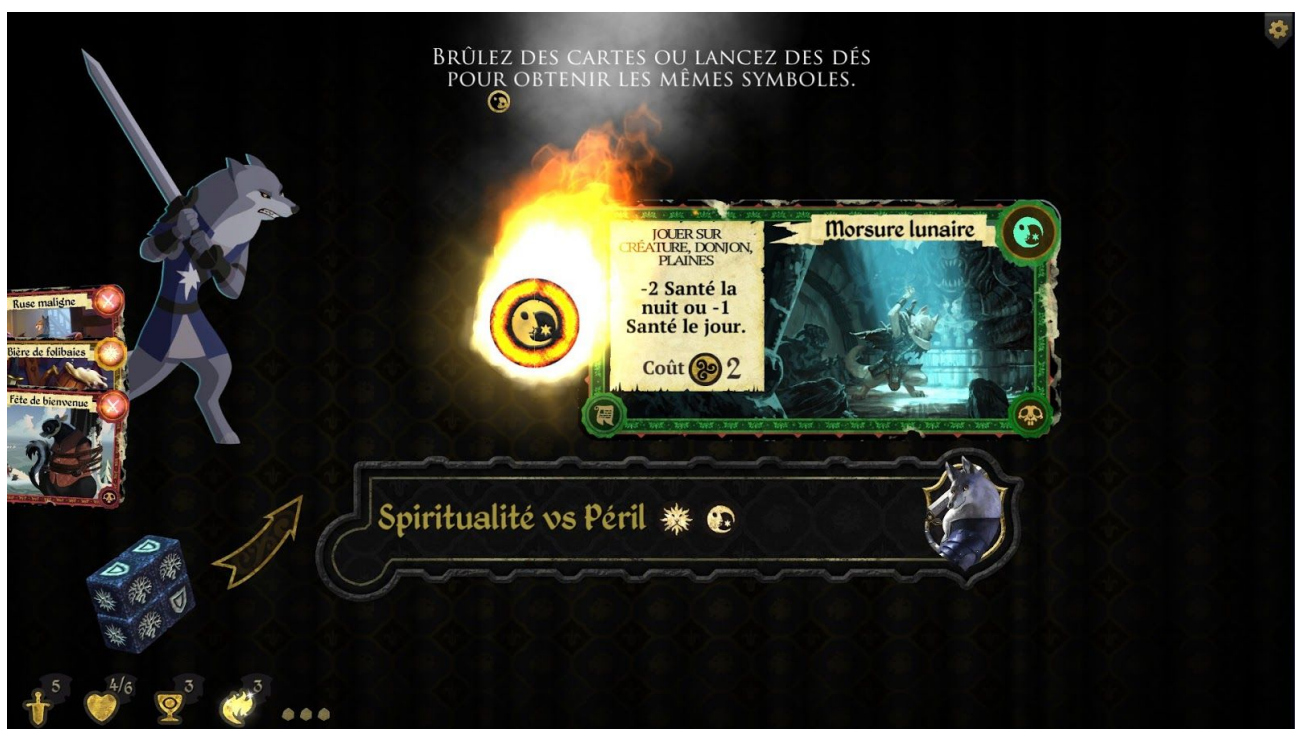 BRÛLEZ DES CARTES OU LANCEZ DES DÉS
POUR OBTENIR LES MÊMES SYMBOLES.
JOUER SUR
CRÉATURE, DONJON,
PLAINES
-2 Santé la
nuit ou -1
Santé le jour.
Coût 2
Morsure lunaire
Ruse maligne
Bière de folibaies
Fête de bienvenue
Spiritualité vs Péril
5
4/6
3
3